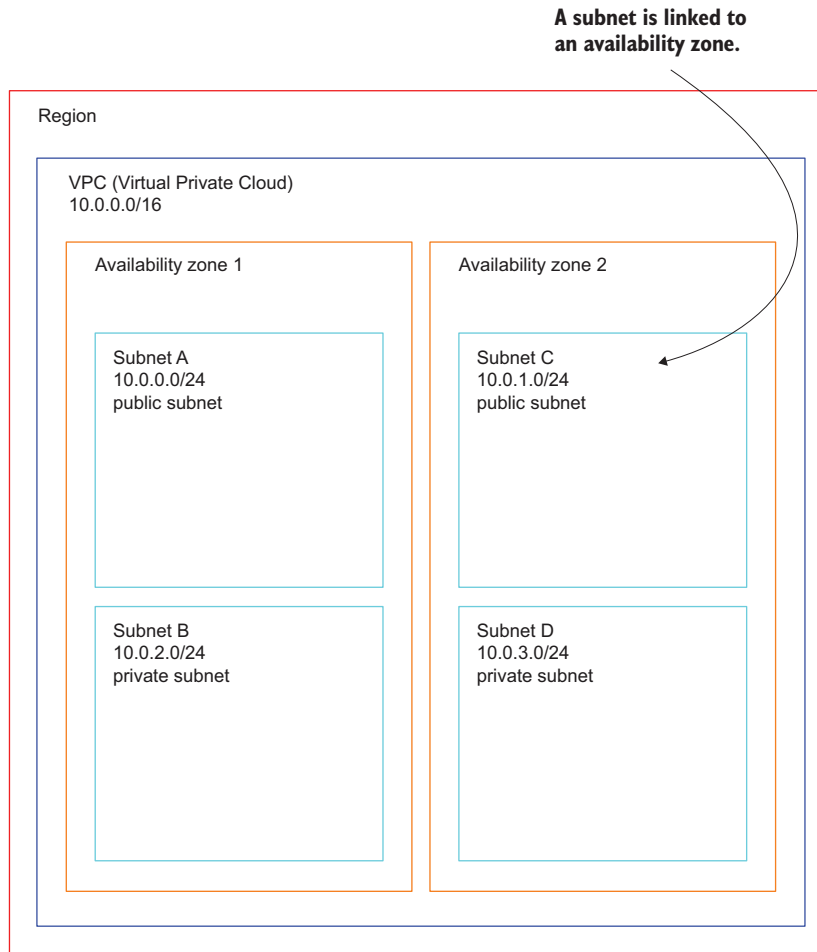 A subnet is linked to
an availability zone.
Region
VPC (Virtual Private Cloud)
10.0.0.0/16
Availability zone 1
Subnet A
10.0.0.0/24
public subnet
Subnet B
10.0.2.0/24
private subnet
Availability zone 2
Subnet C
10.0.1.0/24
public subnet
Subnet D
10.0.3.0/24
private subnet